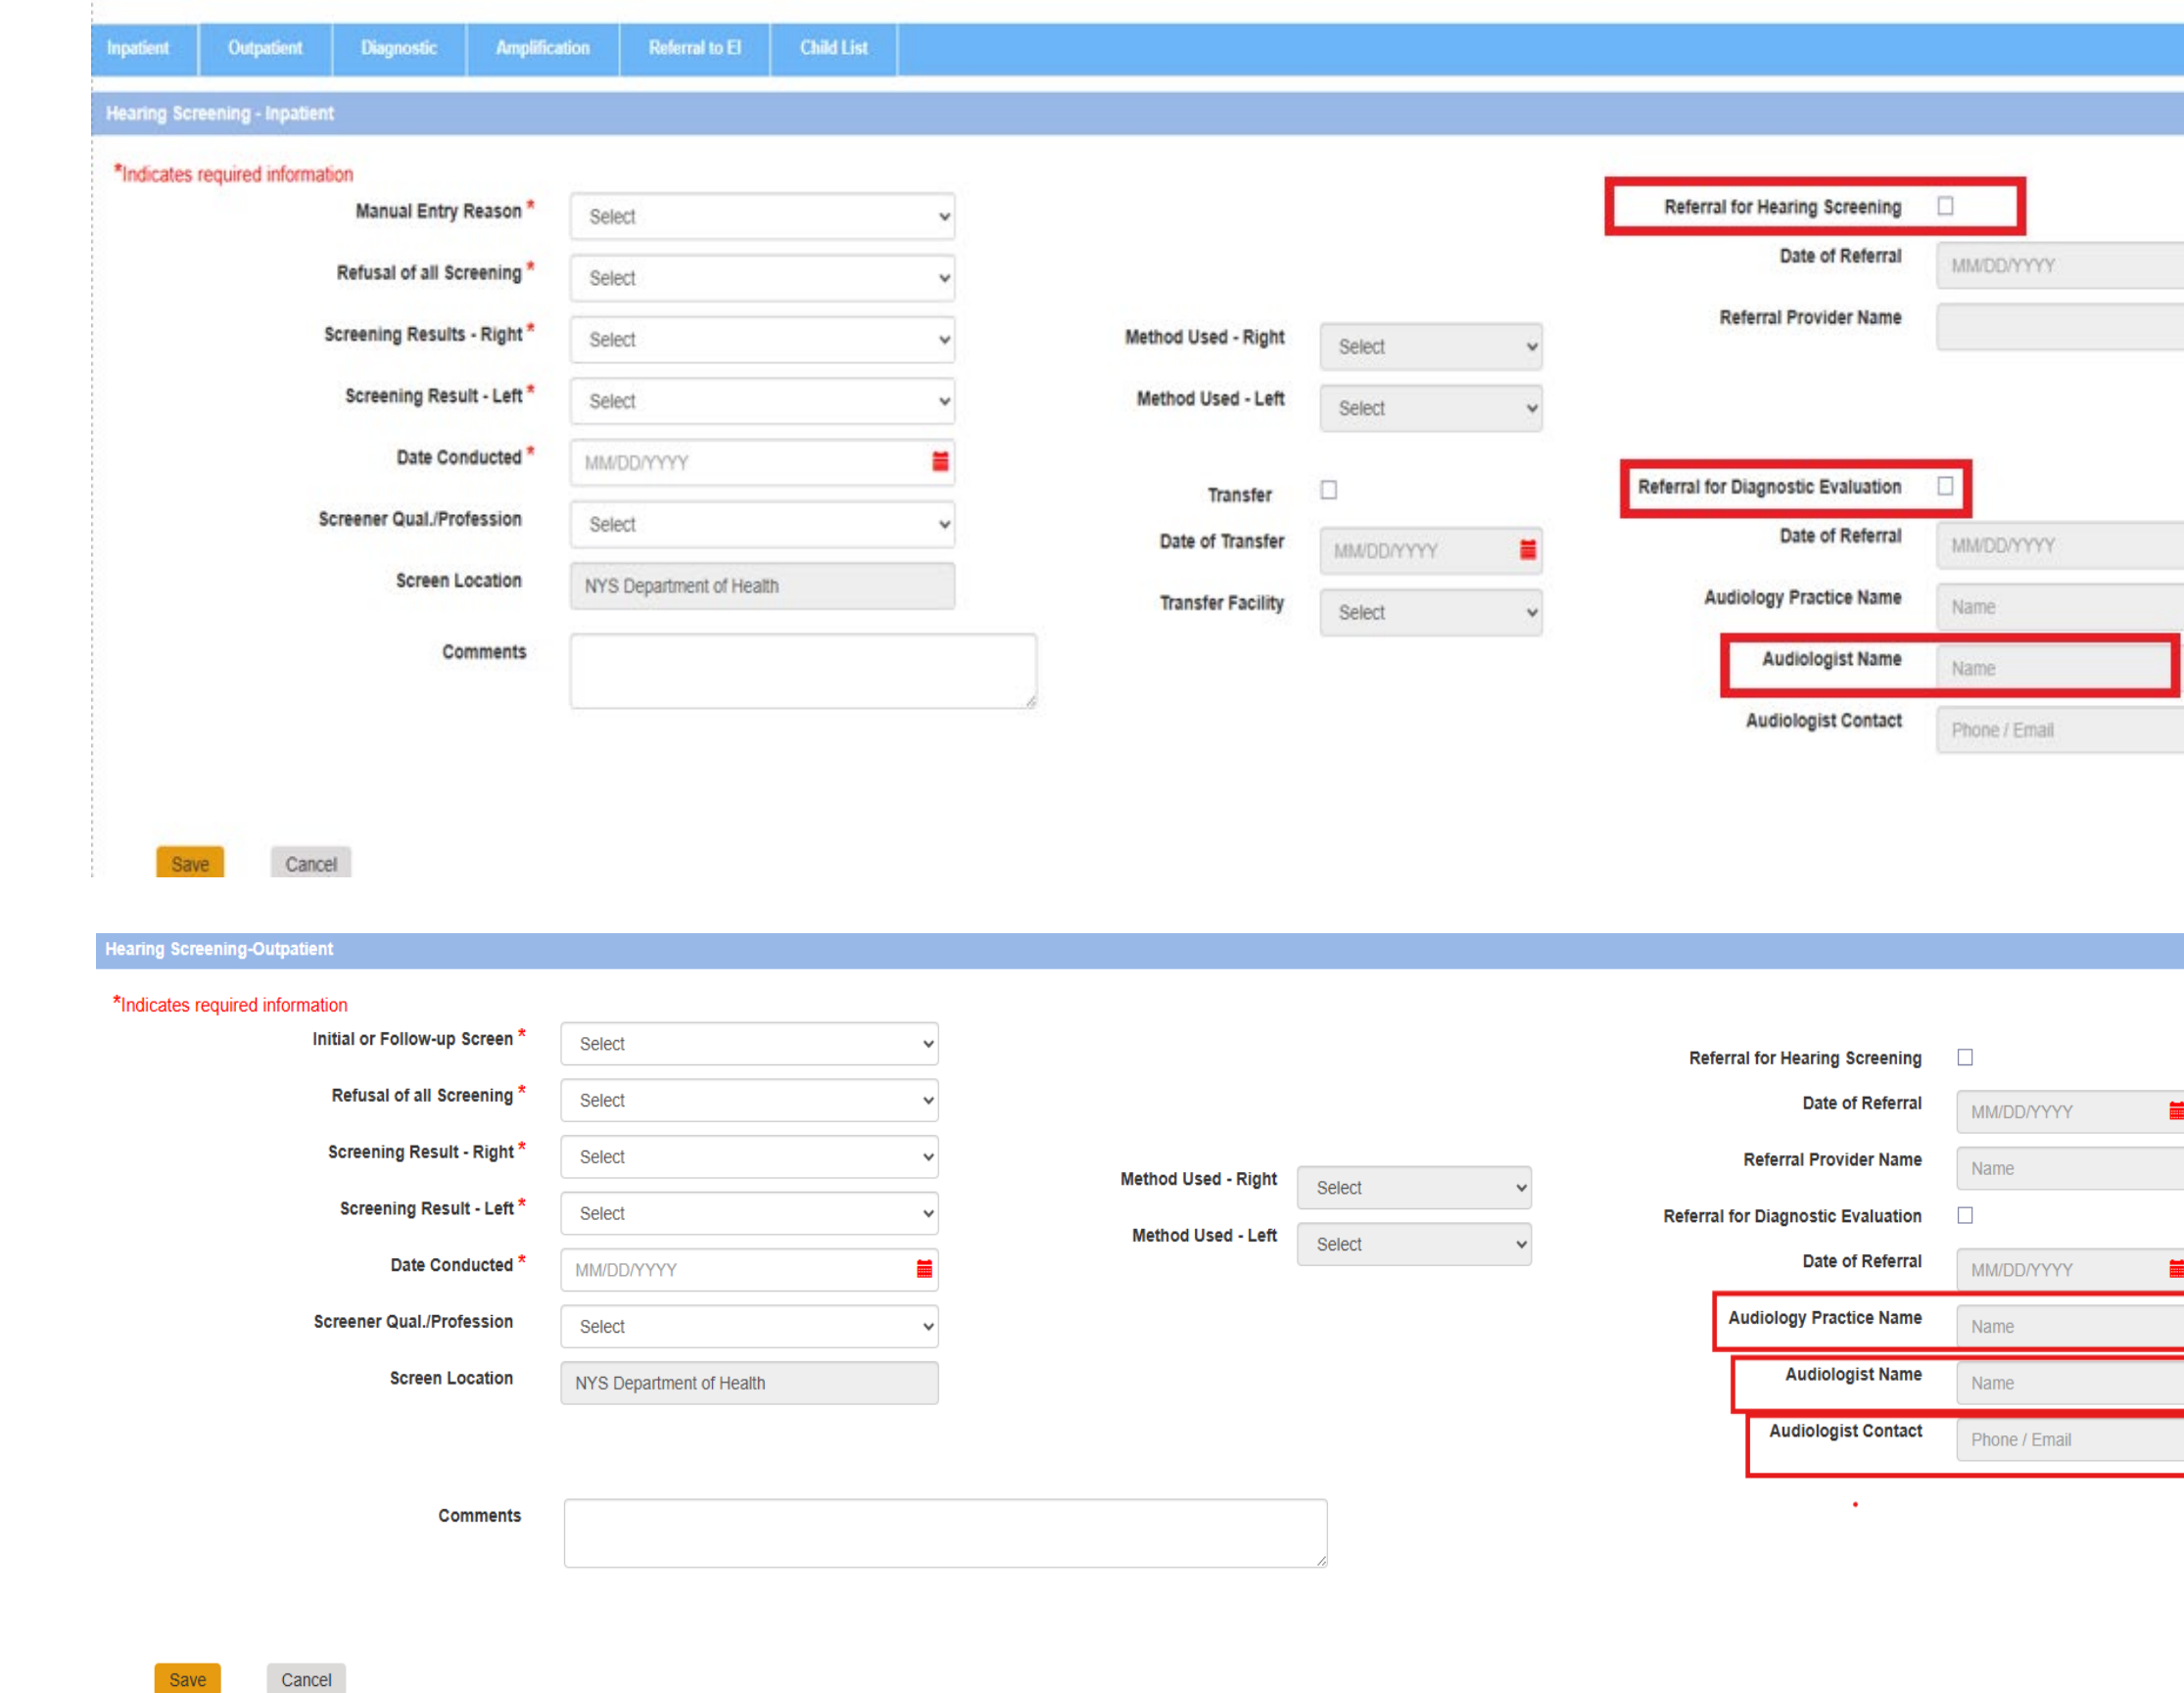 Inpatient Outpatient Diagnostic Amplification Referral to EI Child List
Hearing Screening - Inpatient
*Indicates required information
Manual Entry Reason * Select
Referral for Hearing Screening
Refusal of all Screening * Select
Date of Referral MM/DD/YYYY
Screening Results - Right * Select
Method Used - Right Select
Referral Provider Name
Screening Result - Left * Select
Method Used - Left Select
Date Conducted * MM/DD/YYYY
Transfer
Referral for Diagnostic Evaluation
Screener Qual./Profession Select
Date of Transfer MM/DD/YYYY
Date of Referral MM/DD/YYYY
Screen Location NYS Department of Health
Transfer Facility Select
Audiology Practice Name Name
Comments
Audiologist Name Name
Audiologist Contact Phone / Email
Save Cancel
Hearing Screening-Outpatient
*Indicates required information
Initial or Follow-up Screen * Select
Referral for Hearing Screening
Refusal of all Screening * Select
Date of Referral MM/DD/YYYY
Screening Result - Right * Select
Method Used - Right Select
Referral Provider Name Name
Screening Result - Left * Select
Method Used - Left Select
Referral for Diagnostic Evaluation
Date Conducted * MM/DD/YYYY
Date of Referral MM/DD/YYYY
Screener Qual./Profession Select
Audiology Practice Name Name
Screen Location NYS Department of Health
Audiologist Name Name
Audiologist Contact Phone / Email
Comments
Save Cancel